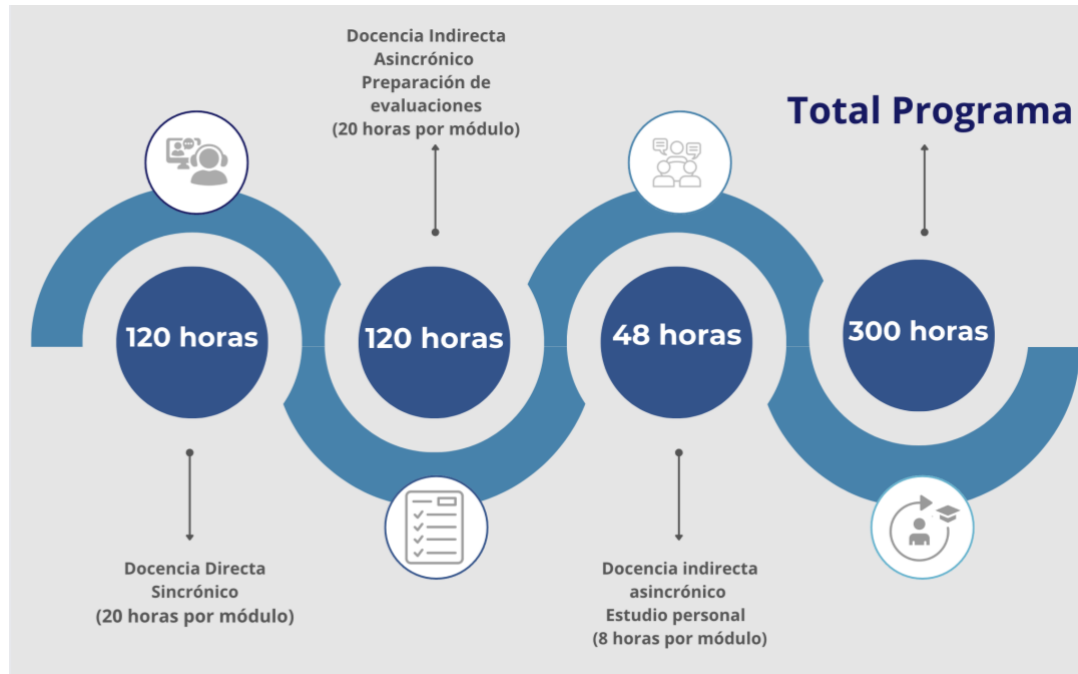 Docencia Indirecta
Asincrónico
Preparación de
evaluaciones
(20 horas por módulo)
Total Programa
120 horas
120 horas
48 horas
300 horas
Docencia Directa
Sincrónico
(20 horas por módulo)
Docencia indirecta
asincrónico
Estudio personal
(8 horas por módulo)